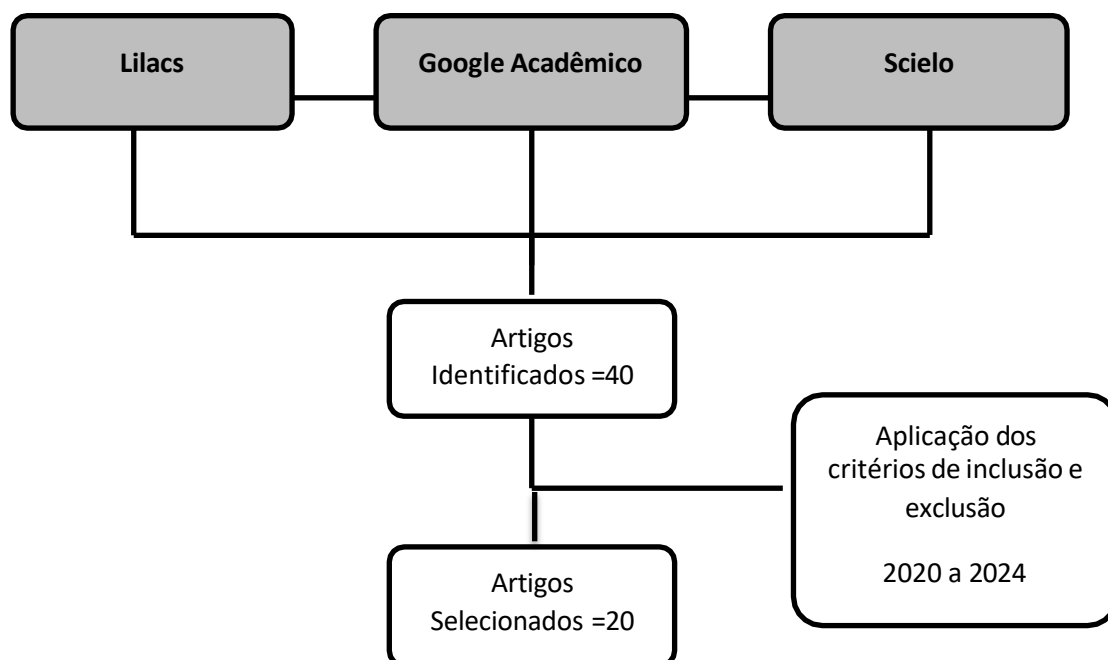 Lilacs
Google Acadêmico
Scielo
Artigos
Identificados =40
Aplicação dos
critérios de inclusão e
exclusão
2020 a 2024
Artigos
Selecionados =20